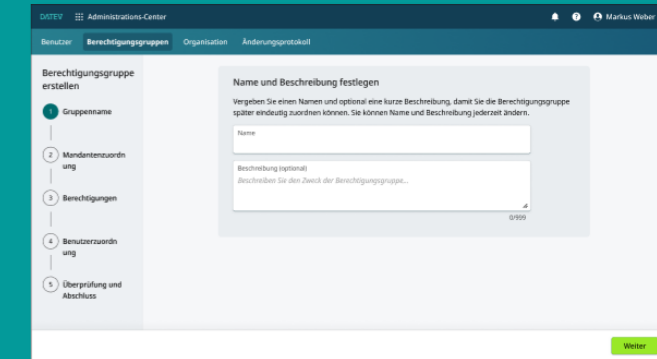 DATEV Administrations-Center Markus Weber
Benutzer Berechtigungsgruppen Organisation Änderungsprotokoll
Berechtigungsgruppe
erstellen
1 Gruppenname
2 Mandantenzuordn
ung
3 Berechtigungen
4 Benutzerzuordn
ung
5 Überprüfung und
Abschluss
Name und Beschreibung festlegen
Vergeben Sie einen Namen und optional eine kurze Beschreibung, damit Sie die Berechtigungsgruppe
später eindeutig zuordnen können. Sie können Name und Beschreibung jederzeit ändern.
Name
Beschreibung (optional)
Beschreiben Sie den Zweck der Berechtigungsgruppe...
0/999
Weiter